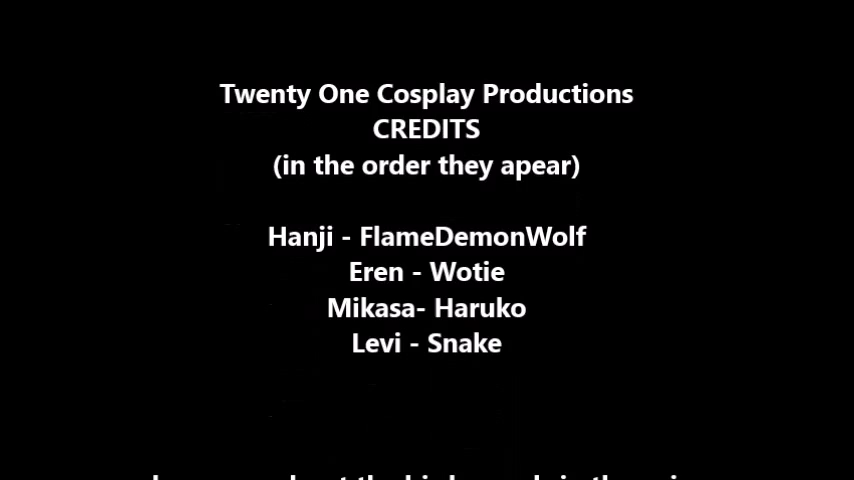 Twenty One Cosplay Productions
CREDITS
(in the order they apear)
Hanji - FlameDemonWolf
Eren - Wotie
Mikasa- Haruko
Levi - Snake